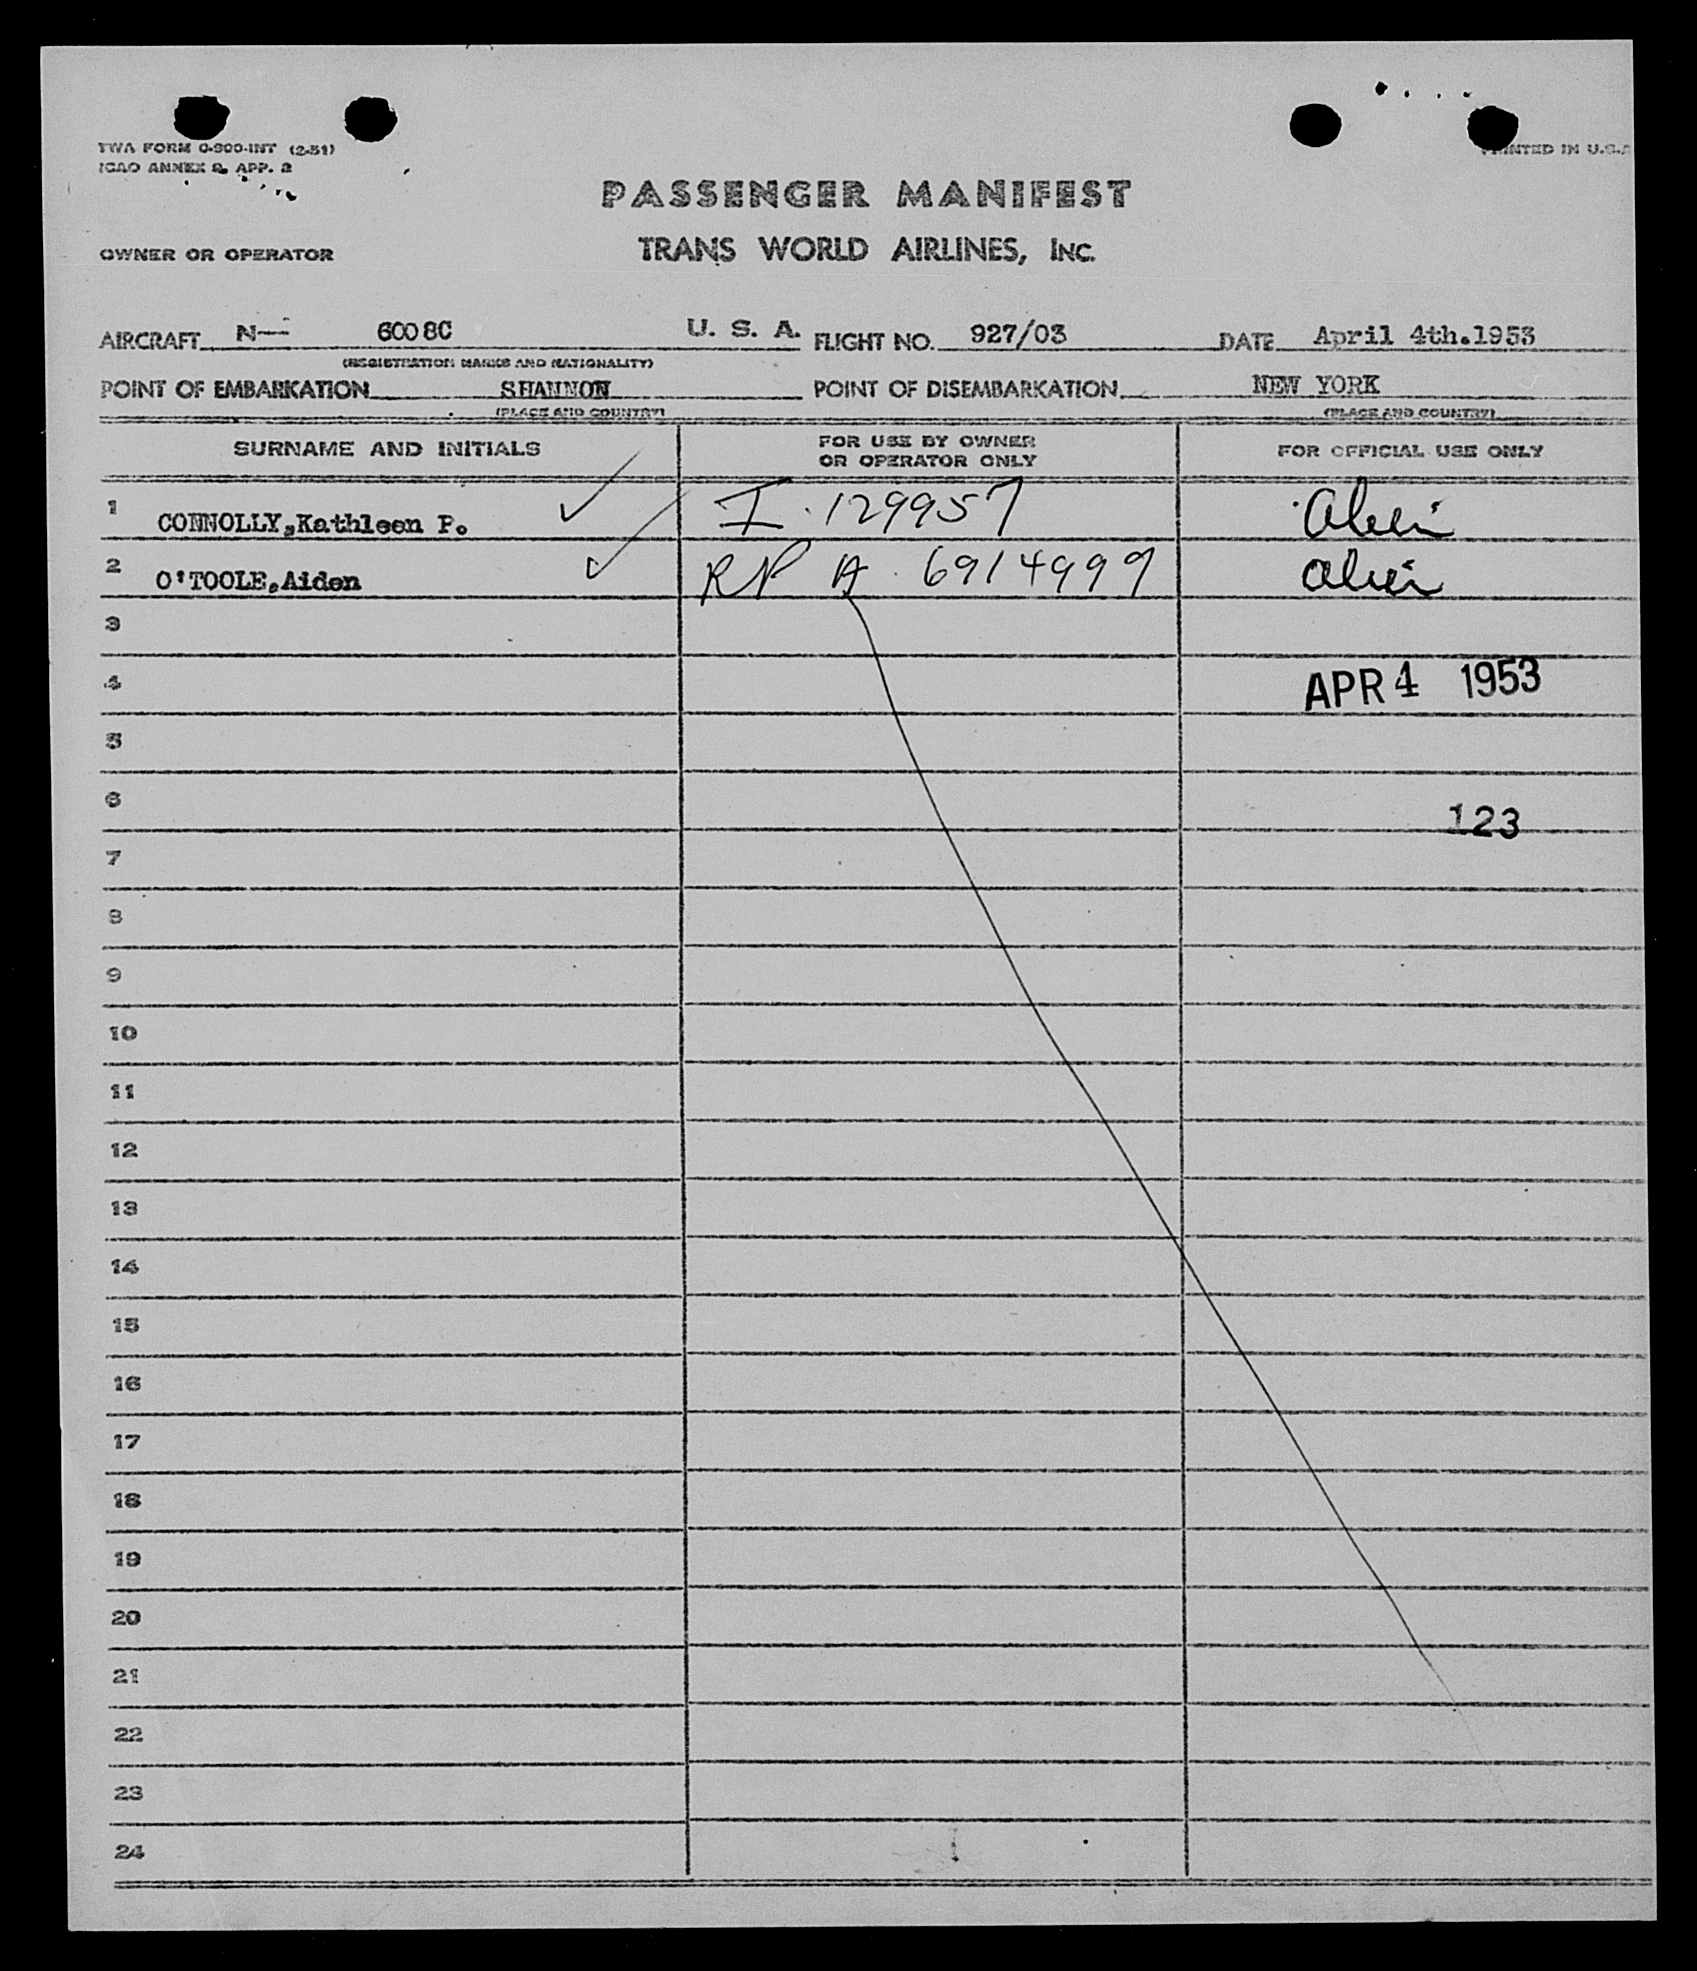 TWA FORM 0-900-INT (2-51)
ICAO ANNEX 9, APP. 2
PRINTED IN U.S.A
PASSENGER MANIFEST
OWNER OR OPERATOR TRANS WORLD AIRLINES, INC.
AIRCRAFT N— 6008C U. S. A. FLIGHT NO. 927/03 DATE April 4th.1953
(REGISTRATION MARKS AND NATIONALITY)
POINT OF EMBARKATION SHANNON POINT OF DISEMBARKATION NEW YORK
(PLACE AND COUNTRY) (PLACE AND COUNTRY)
SURNAME AND INITIALS FOR USE BY OWNER OR OPERATOR ONLY FOR OFFICIAL USE ONLY
1 CONNOLLY,Kathleen P. ✓ I. 129957
2 O'TOOLE,Aiden ✓ RP A. 6914999
3
4 APR 4 1953
5
6 123
7
8
9
10
11
12
13
14
15
16
17
18
19
20
21
22
23
24